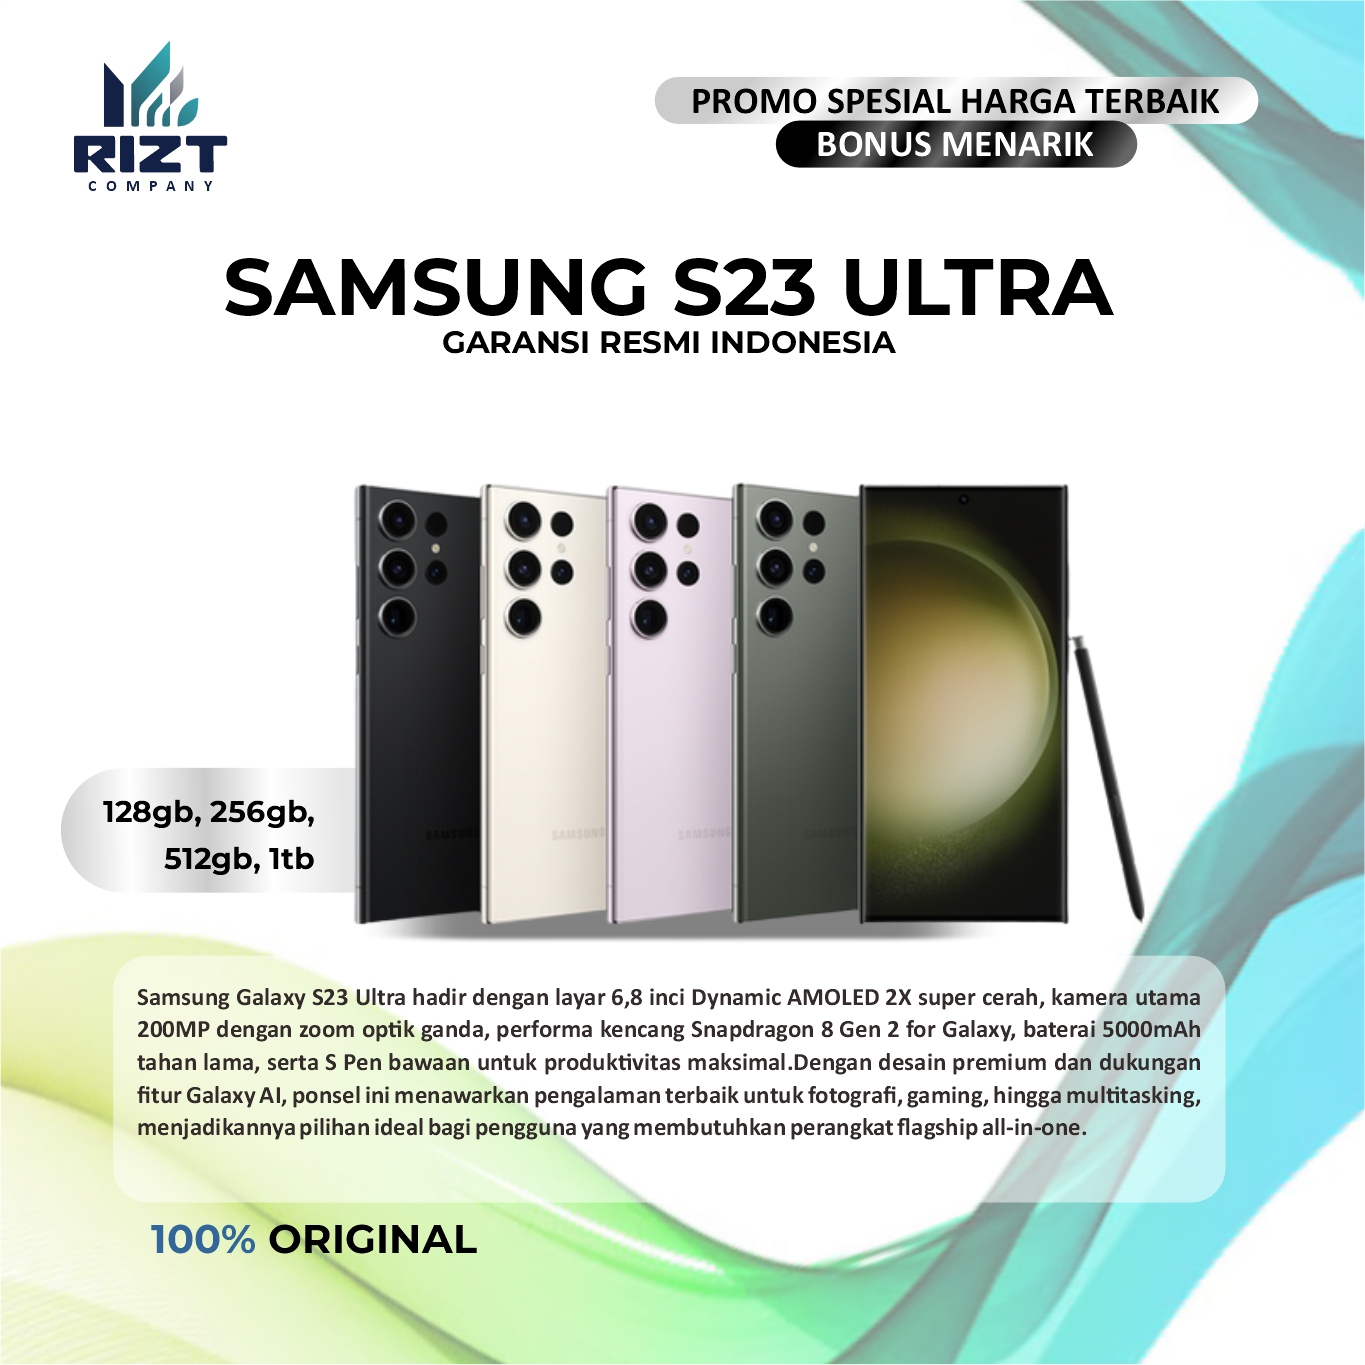 RIZT
COMPANY
PROMO SPESIAL HARGA TERBAIK
BONUS MENARIK
SAMSUNG S23 ULTRA
GARANSI RESMI INDONESIA
128gb, 256gb,
512gb, 1tb
SAMSUNG
SAMSUNG
SAMSUNG
SAMSUNG
Samsung Galaxy S23 Ultra hadir dengan layar 6,8 inci Dynamic AMOLED 2X super cerah, kamera utama
200MP dengan zoom optik ganda, performa kencang Snapdragon 8 Gen 2 for Galaxy, baterai 5000mAh
tahan lama, serta S Pen bawaan untuk produktivitas maksimal.Dengan desain premium dan dukungan
fitur Galaxy AI, ponsel ini menawarkan pengalaman terbaik untuk fotografi, gaming, hingga multitasking,
menjadikannya pilihan ideal bagi pengguna yang membutuhkan perangkat flagship all-in-one.
100% ORIGINAL